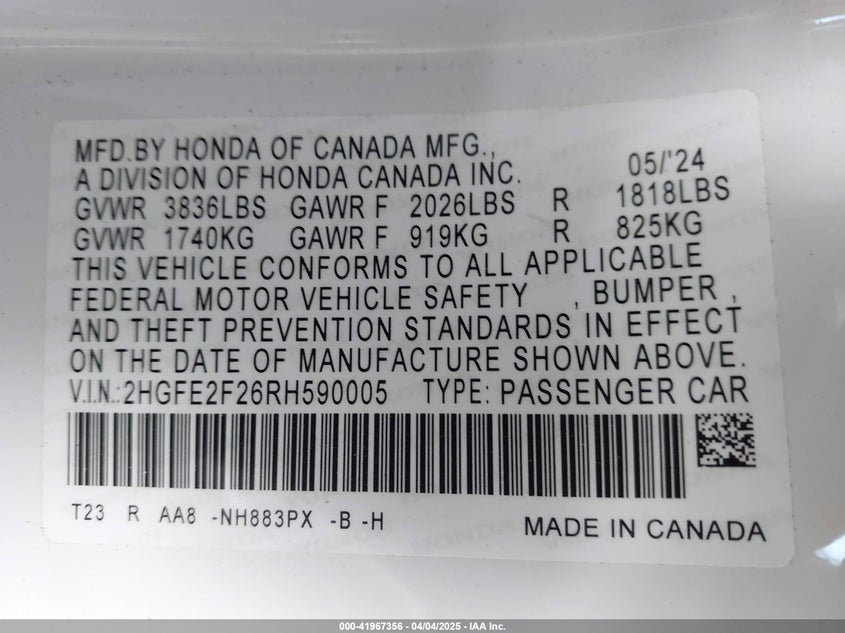 MFD.BY HONDA OF CANADA MFG.,
A DIVISION OF HONDA CANADA INC. 05/'24
GVWR 3836LBS GAWR F 2026LBS R 1818LBS
GVWR 1740KG GAWR F 919KG R 825KG
THIS VEHICLE CONFORMS TO ALL APPLICABLE
FEDERAL MOTOR VEHICLE SAFETY , BUMPER ,
AND THEFT PREVENTION STANDARDS IN EFFECT
ON THE DATE OF MANUFACTURE SHOWN ABOVE.
V.I.N.:2HGFE2F26RH590005 TYPE: PASSENGER CAR
T23 R AA8 -NH883PX -B -H
MADE IN CANADA
000-41967356 - 04/04/2025 - IAA Inc.